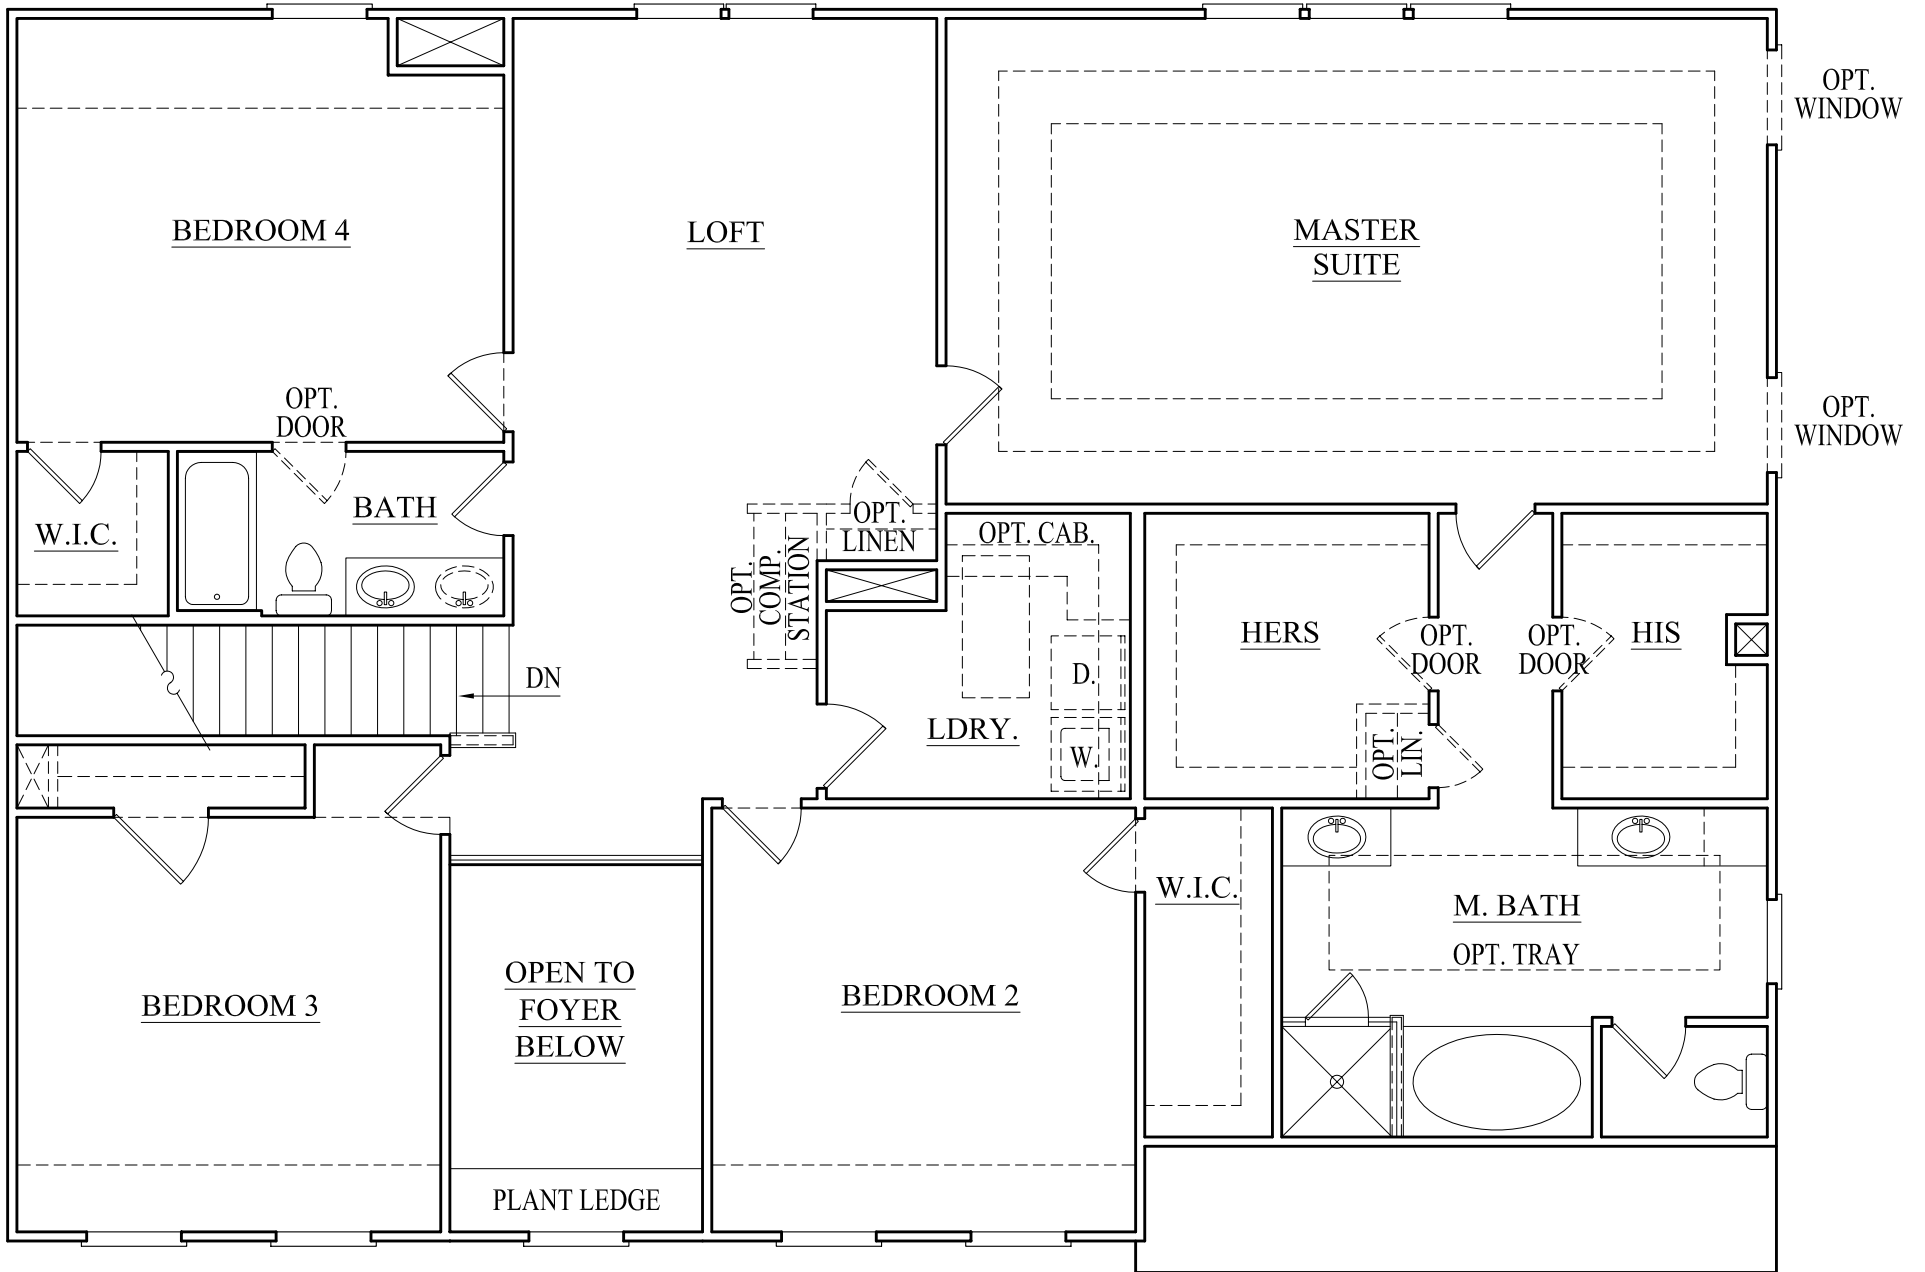 OPT.
WINDOW
BEDROOM 4
LOFT
MASTER
SUITE
OPT.
DOOR
OPT.
WINDOW
W.I.C.
BATH
OPT.
LINEN
OPT. CAB.
OPT.
COMP.
STATION
HERS
OPT.
DOOR
OPT.
DOOR
HIS
DN
D.
LDRY.
W.
OPT.
LIN.
W.I.C.
M. BATH
OPT. TRAY
BEDROOM 3
OPEN TO
FOYER
BELOW
BEDROOM 2
PLANT LEDGE